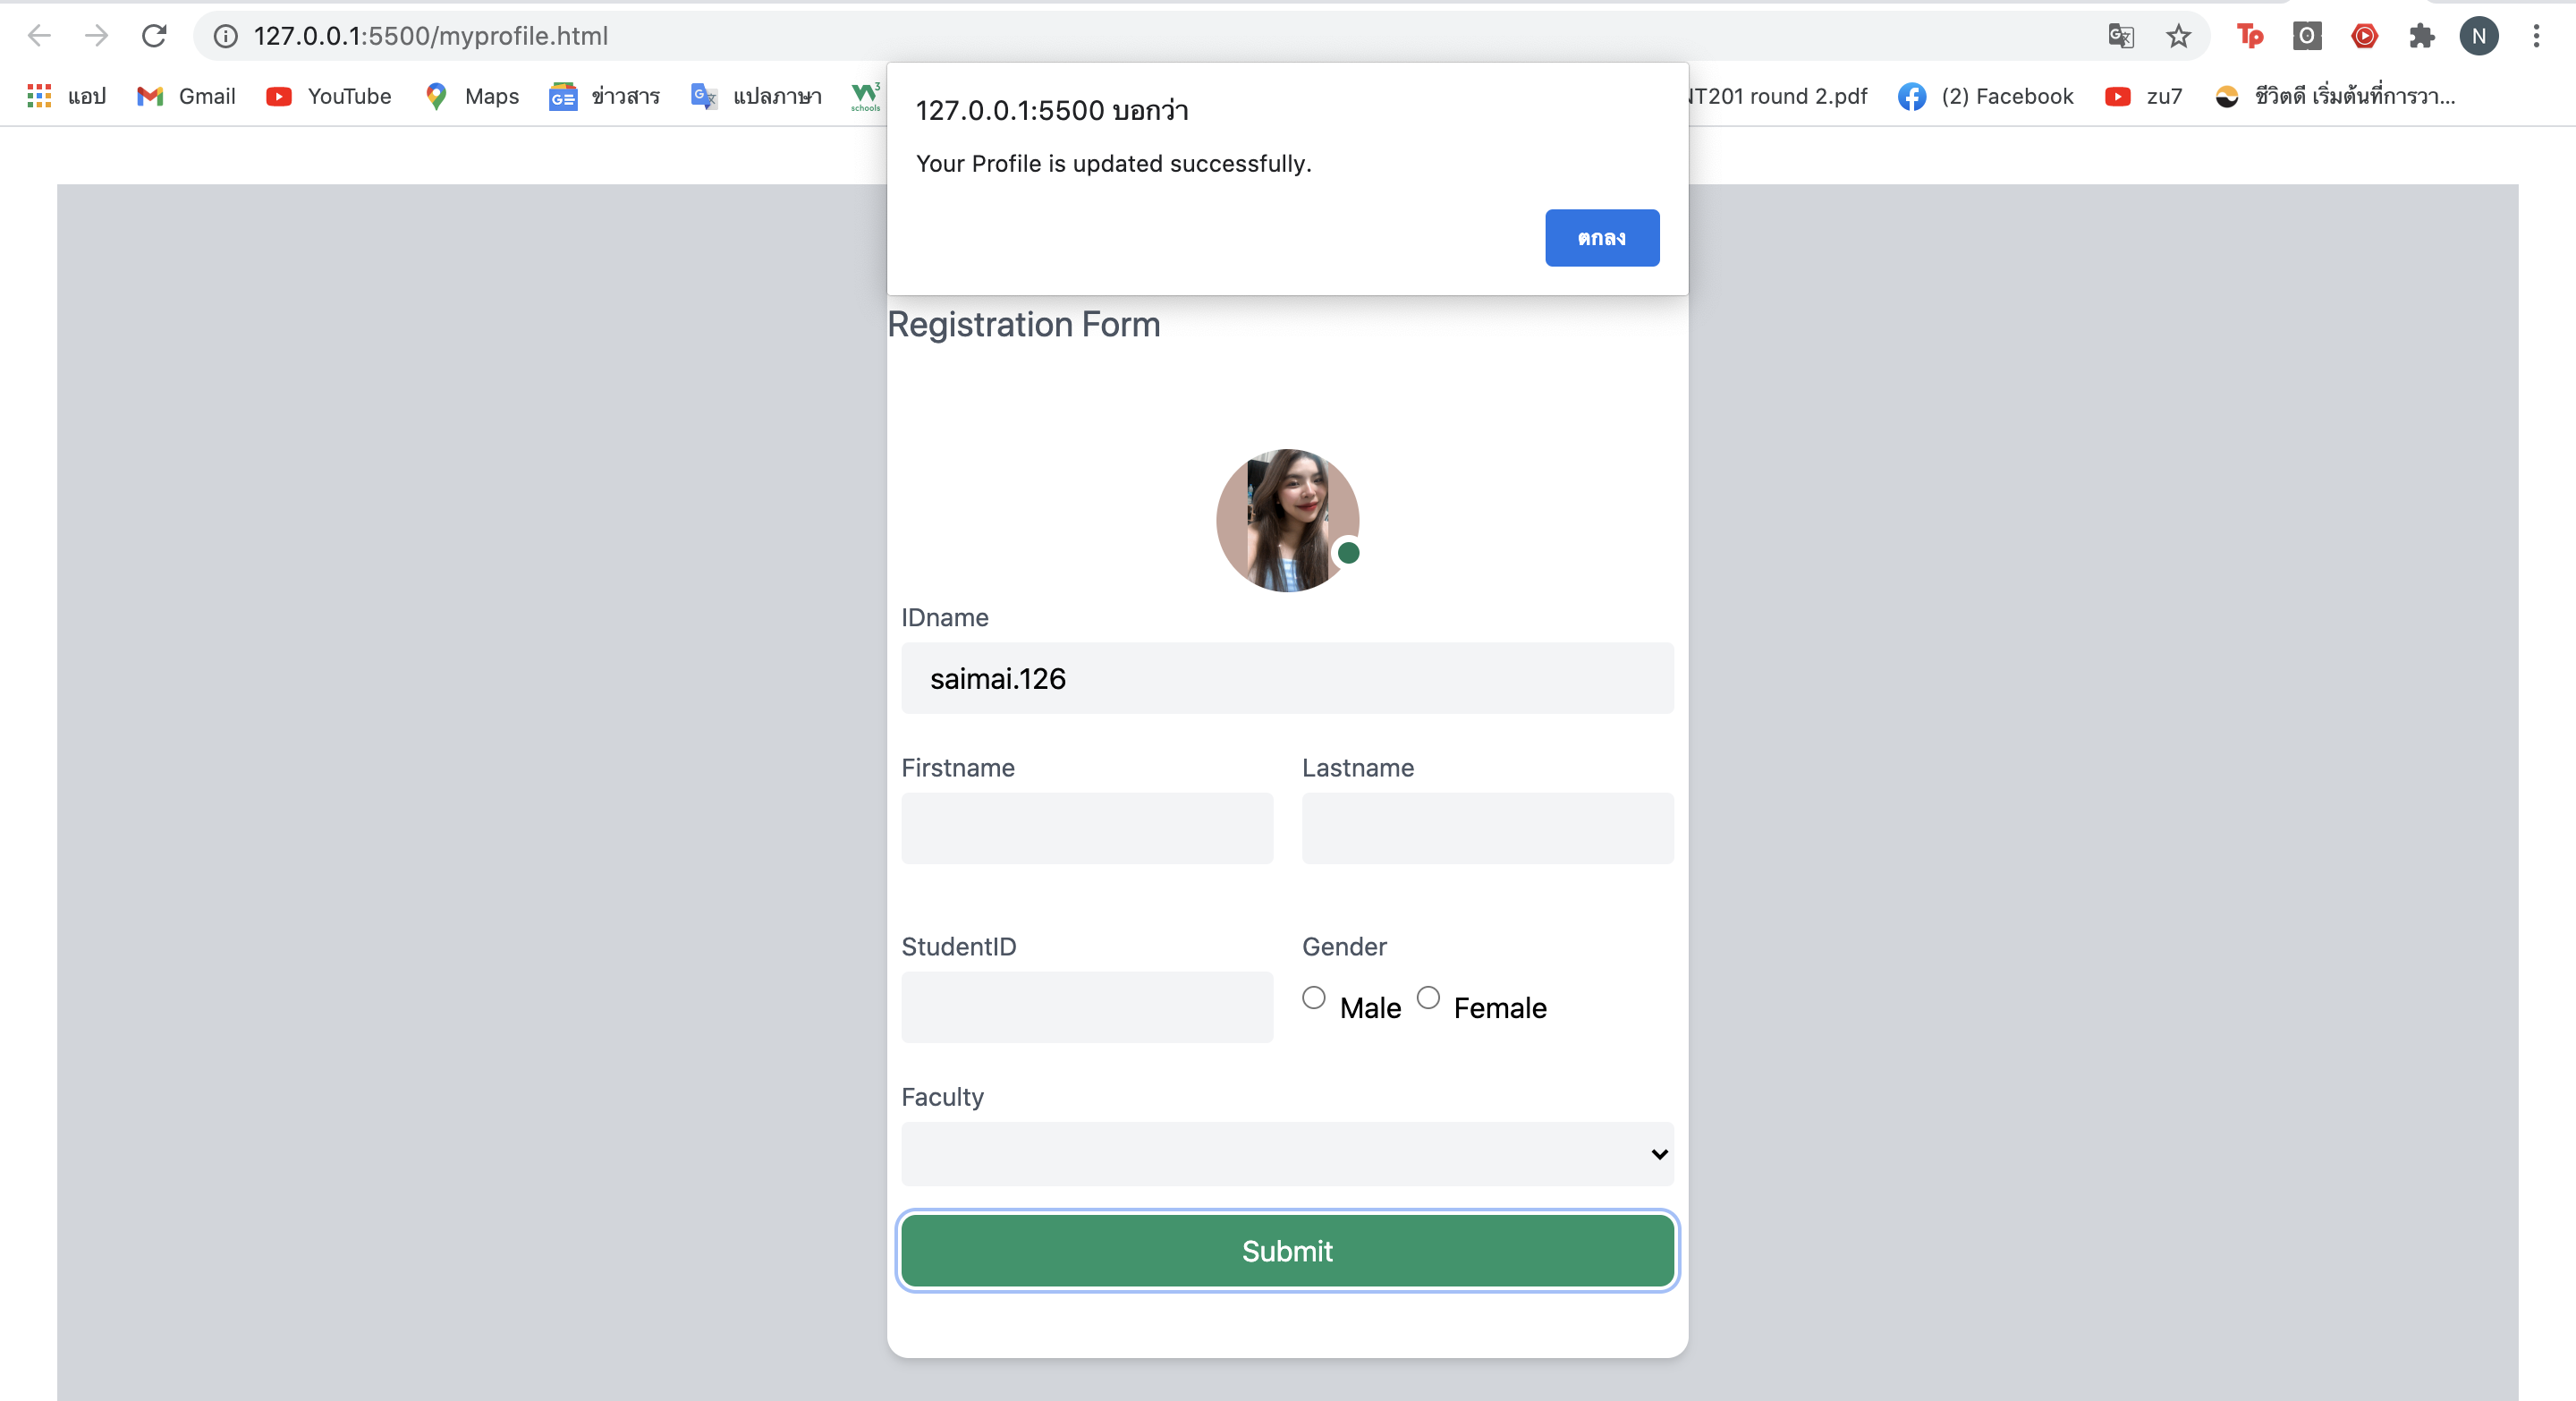 127.0.0.1:5500/myprofile.html
N
แอป Gmail YouTube Maps ข่าวสาร แปลภาษา schools NT201 round 2.pdf (2) Facebook zu7 ชีวิตดี เริ่มต้นที่การวา...
127.0.0.1:5500 บอกว่า
Your Profile is updated successfully.
ตกลง
Registration Form
IDname
saimai.126
Firstname Lastname
StudentID Gender
Male Female
Faculty
Submit